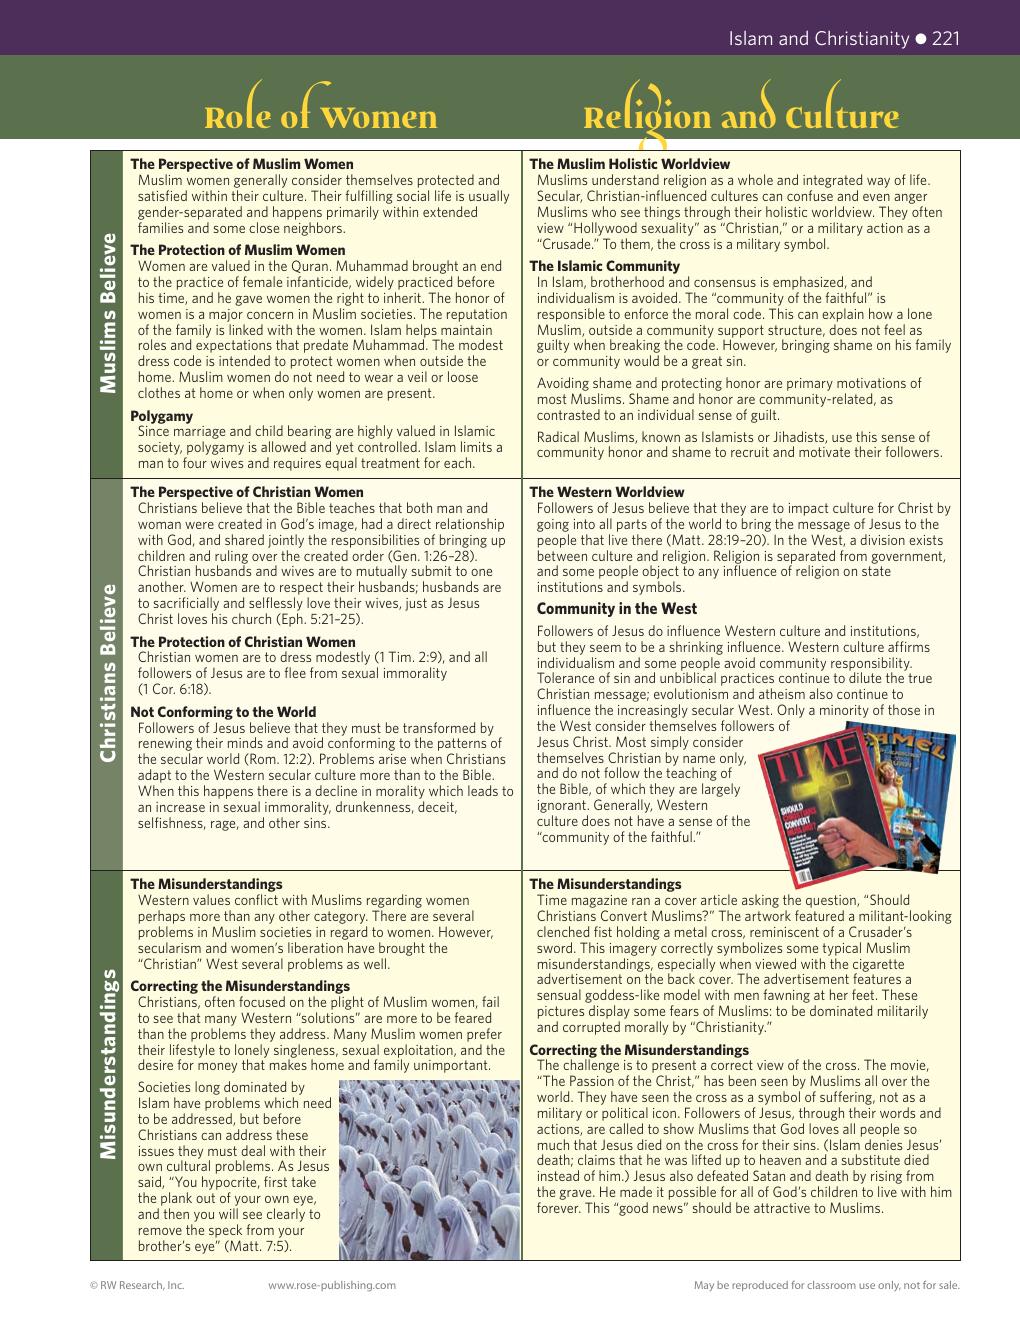 Islam and Christianity ● 221
Role of Women
Religion and Culture
Muslims Believe
The Perspective of Muslim Women
Muslim women generally consider themselves protected and
satisfied within their culture. Their fulfilling social life is usually
gender-separated and happens primarily within extended
families and some close neighbors.
The Protection of Muslim Women
Women are valued in the Quran. Muhammad brought an end
to the practice of female infanticide, widely practiced before
his time, and he gave women the right to inherit. The honor of
women is a major concern in Muslim societies. The reputation
of the family is linked with the women. Islam helps maintain
roles and expectations that predate Muhammad. The modest
dress code is intended to protect women when outside the
home. Muslim women do not need to wear a veil or loose
clothes at home or when only women are present.
Polygamy
Since marriage and child bearing are highly valued in Islamic
society, polygamy is allowed and yet controlled. Islam limits a
man to four wives and requires equal treatment for each.
The Muslim Holistic Worldview
Muslims understand religion as a whole and integrated way of life.
Secular, Christian-influenced cultures can confuse and even anger
Muslims who see things through their holistic worldview. They often
view “Hollywood sexuality” as “Christian,” or a military action as a
“Crusade.” To them, the cross is a military symbol.
The Islamic Community
In Islam, brotherhood and consensus is emphasized, and
individualism is avoided. The “community of the faithful” is
responsible to enforce the moral code. This can explain how a lone
Muslim, outside a community support structure, does not feel as
guilty when breaking the code. However, bringing shame on his family
or community would be a great sin.
Avoiding shame and protecting honor are primary motivations of
most Muslims. Shame and honor are community-related, as
contrasted to an individual sense of guilt.
Radical Muslims, known as Islamists or Jihadists, use this sense of
community honor and shame to recruit and motivate their followers.
Christians Believe
The Perspective of Christian Women
Christians believe that the Bible teaches that both man and
woman were created in God’s image, had a direct relationship
with God, and shared jointly the responsibilities of bringing up
children and ruling over the created order (Gen. 1:26–28).
Christian husbands and wives are to mutually submit to one
another. Women are to respect their husbands; husbands are
to sacrificially and selflessly love their wives, just as Jesus
Christ loves his church (Eph. 5:21–25).
The Protection of Christian Women
Christian women are to dress modestly (1 Tim. 2:9), and all
followers of Jesus are to flee from sexual immorality
(1 Cor. 6:18).
Not Conforming to the World
Followers of Jesus believe that they must be transformed by
renewing their minds and avoid conforming to the patterns of
the secular world (Rom. 12:2). Problems arise when Christians
adapt to the Western secular culture more than to the Bible.
When this happens there is a decline in morality which leads to
an increase in sexual immorality, drunkenness, deceit,
selfishness, rage, and other sins.
The Western Worldview
Followers of Jesus believe that they are to impact culture for Christ by
going into all parts of the world to bring the message of Jesus to the
people that live there (Matt. 28:19–20). In the West, a division exists
between culture and religion. Religion is separated from government,
and some people object to any influence of religion on state
institutions and symbols.
Community in the West
Followers of Jesus do influence Western culture and institutions,
but they seem to be a shrinking influence. Western culture affirms
individualism and some people avoid community responsibility.
Tolerance of sin and unbiblical practices continue to dilute the true
Christian message; evolutionism and atheism also continue to
influence the increasingly secular West. Only a minority of those in
the West consider themselves followers of
Jesus Christ. Most simply consider
themselves Christian by name only,
and do not follow the teaching of
the Bible, of which they are largely
ignorant. Generally, Western
culture does not have a sense of the
“community of the faithful.”
TIME
SHOULD
CHRISTIANS
CONVERT
MUSLIMS?
CAMEL
Misunderstandings
The Misunderstandings
Western values conflict with Muslims regarding women
perhaps more than any other category. There are several
problems in Muslim societies in regard to women. However,
secularism and women’s liberation have brought the
“Christian” West several problems as well.
Correcting the Misunderstandings
Christians, often focused on the plight of Muslim women, fail
to see that many Western “solutions” are more to be feared
than the problems they address. Many Muslim women prefer
their lifestyle to lonely singleness, sexual exploitation, and the
desire for money that makes home and family unimportant.
Societies long dominated by
Islam have problems which need
to be addressed, but before
Christians can address these
issues they must deal with their
own cultural problems. As Jesus
said, “You hypocrite, first take
the plank out of your own eye,
and then you will see clearly to
remove the speck from your
brother’s eye” (Matt. 7:5).
The Misunderstandings
Time magazine ran a cover article asking the question, “Should
Christians Convert Muslims?” The artwork featured a militant-looking
clenched fist holding a metal cross, reminiscent of a Crusader’s
sword. This imagery correctly symbolizes some typical Muslim
misunderstandings, especially when viewed with the cigarette
advertisement on the back cover. The advertisement features a
sensual goddess-like model with men fawning at her feet. These
pictures display some fears of Muslims: to be dominated militarily
and corrupted morally by “Christianity.”
Correcting the Misunderstandings
The challenge is to present a correct view of the cross. The movie,
“The Passion of the Christ,” has been seen by Muslims all over the
world. They have seen the cross as a symbol of suffering, not as a
military or political icon. Followers of Jesus, through their words and
actions, are called to show Muslims that God loves all people so
much that Jesus died on the cross for their sins. (Islam denies Jesus’
death; claims that he was lifted up to heaven and a substitute died
instead of him.) Jesus also defeated Satan and death by rising from
the grave. He made it possible for all of God’s children to live with him
forever. This “good news” should be attractive to Muslims.
© RW Research, Inc.
www.rose-publishing.com
May be reproduced for classroom use only, not for sale.